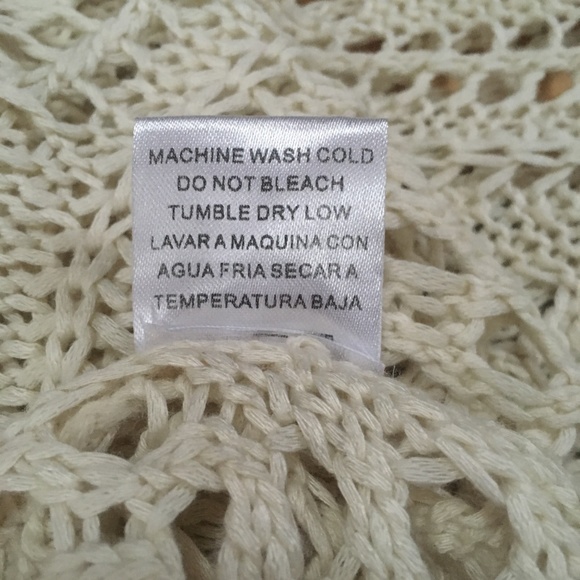 MACHINE WASH COLD
DO NOT BLEACH
TUMBLE DRY LOW
LAVAR A MAQUINA CON
AGUA FRIA SECAR A
TEMPERATURA BAJA